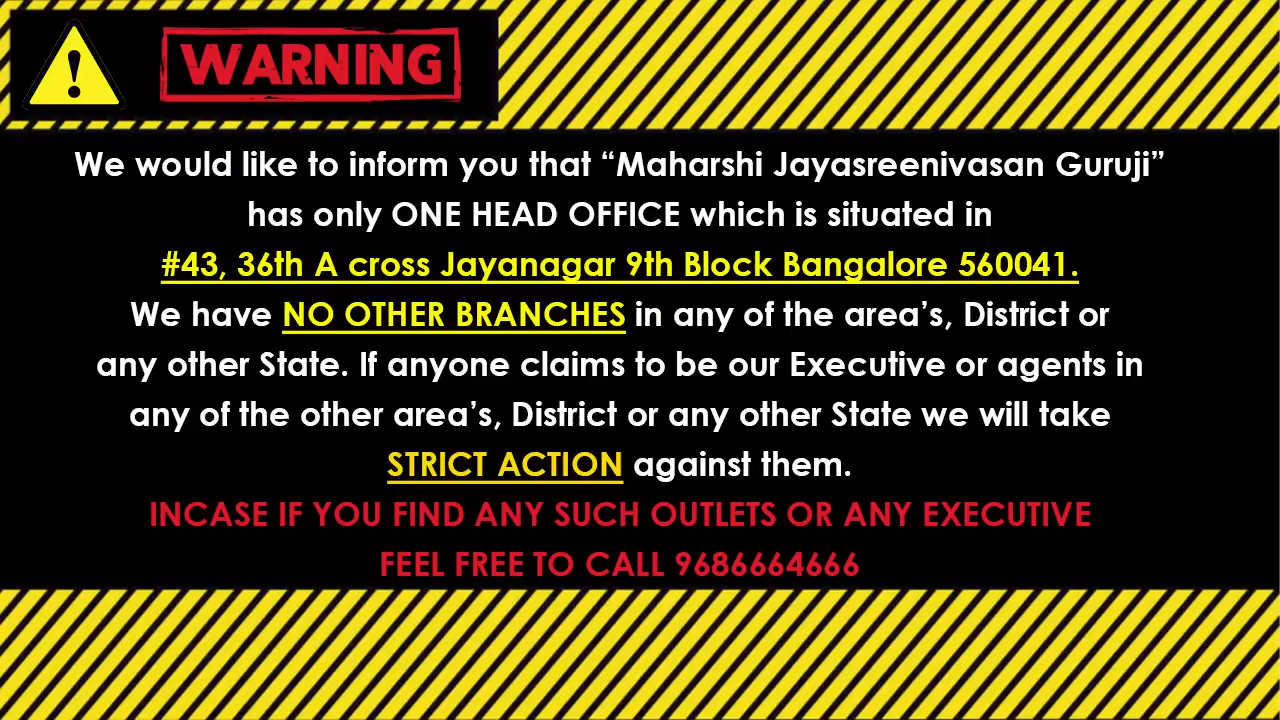 WARNING
We would like to inform you that “Maharshi Jayasreenivasan Guruji”
has only ONE HEAD OFFICE which is situated in
#43, 36th A cross Jayanagar 9th Block Bangalore 560041.
We have NO OTHER BRANCHES in any of the area’s, District or
any other State. If anyone claims to be our Executive or agents in
any of the other area’s, District or any other State we will take
STRICT ACTION against them.
INCASE IF YOU FIND ANY SUCH OUTLETS OR ANY EXECUTIVE
FEEL FREE TO CALL 9686664666